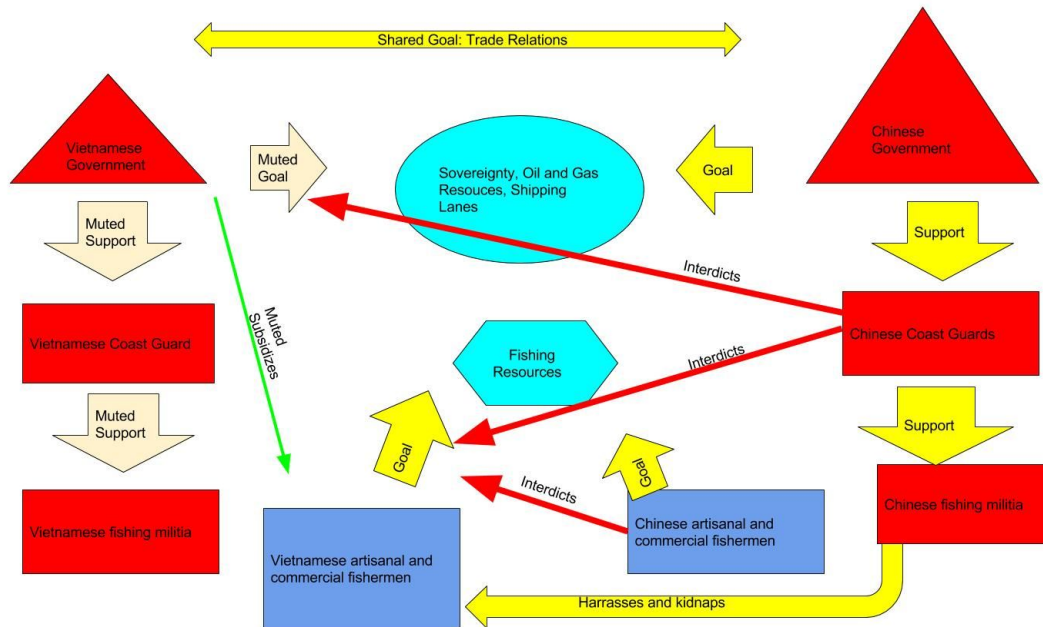 Shared Goal: Trade Relations
Vietnamese
Government
Muted
Goal
Sovereignty, Oil and Gas
Resouces, Shipping
Lanes
Goal
Chinese
Government
Muted
Support
Support
Interdicts
Vietnamese Coast Guard
Muted
Subsidizes
Fishing
Resources
Interdicts
Chinese Coast Guards
Muted
Support
Goal
Goal
Support
Interdicts
Vietnamese fishing militia
Vietnamese artisanal and
commercial fishermen
Chinese artisanal and
commercial fishermen
Chinese fishing militia
Harrasses and kidnaps